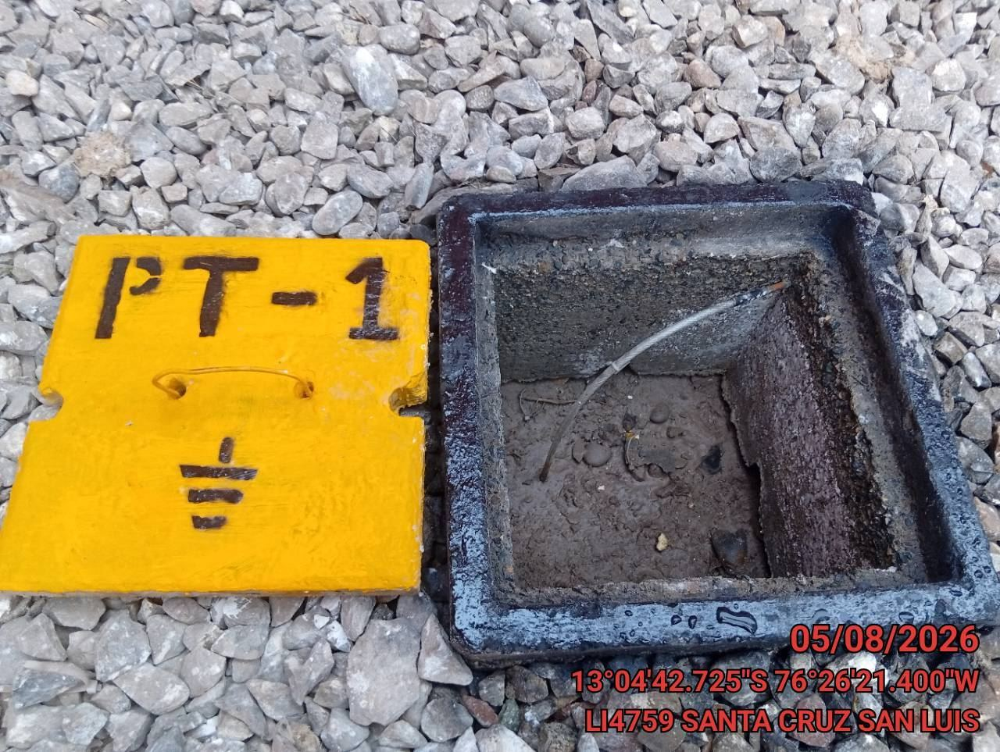 PT-1
05/08/2026
13°04'42.725"S 76°26'21.400"W
LI4759 SANTA CRUZ SAN LUIS